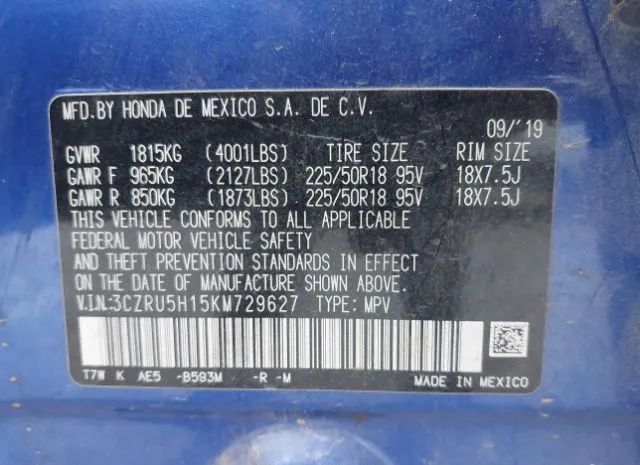 MFD.BY HONDA DE MEXICO S.A. DE C.V.
09/'19
GVWR 1815KG (4001LBS) TIRE SIZE RIM SIZE
GAWR F 965KG (2127LBS) 225/50R18 95V 18X7.5J
GAWR R 850KG (1873LBS) 225/50R18 95V 18X7.5J
THIS VEHICLE CONFORMS TO ALL APPLICABLE
FEDERAL MOTOR VEHICLE SAFETY
AND THEFT PREVENTION STANDARDS IN EFFECT
ON THE DATE OF MANUFACTURE SHOWN ABOVE.
V.I.N:3CZRU5H15KM729627 TYPE: MPV
T7W K AE5 -B593M -R -M
MADE IN MEXICO